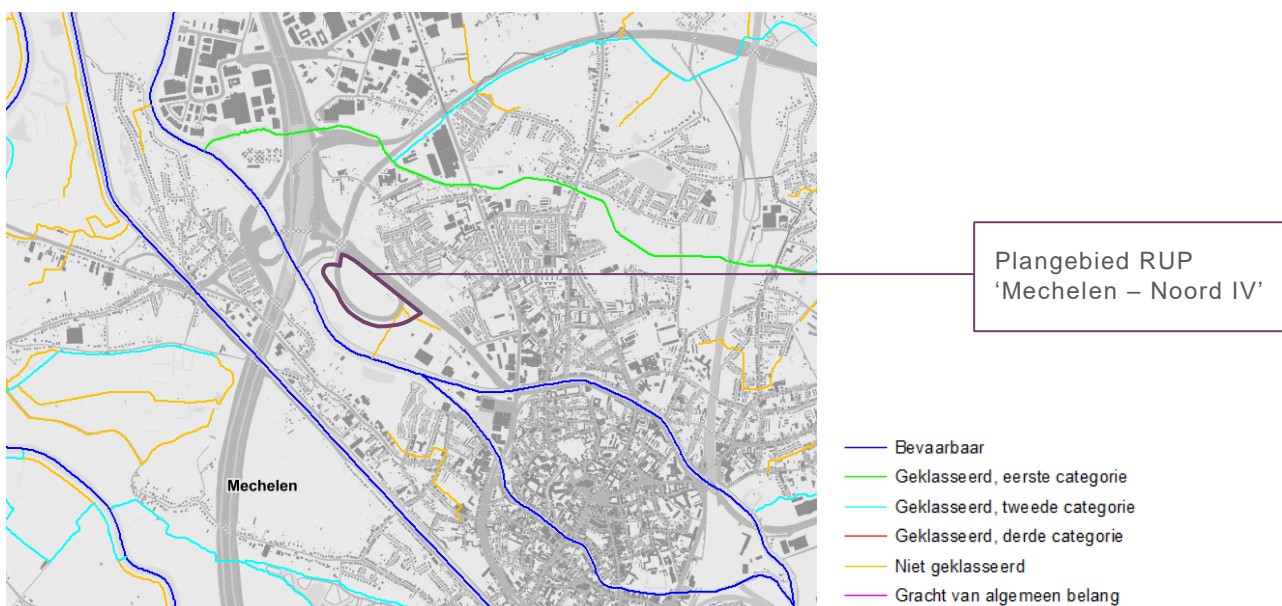 Plangebied RUP
‘Mechelen – Noord IV’
Mechelen
Bevaarbaar
Geklasseerd, eerste categorie
Geklasseerd, tweede categorie
Geklasseerd, derde categorie
Niet geklasseerd
Gracht van algemeen belang